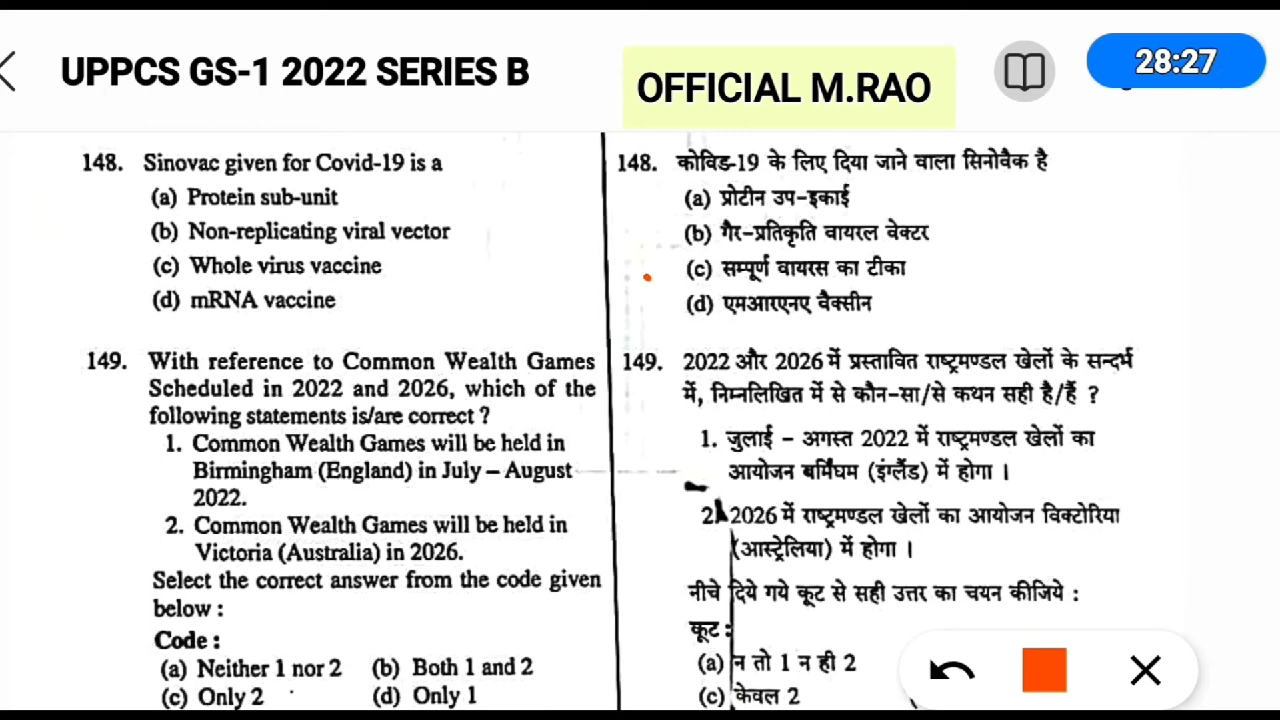 UPPCS GS-1 2022 SERIES B
OFFICIAL M.RAO
28:27
148. Sinovac given for Covid-19 is a
(a) Protein sub-unit
(b) Non-replicating viral vector
(c) Whole virus vaccine
(d) mRNA vaccine
149. With reference to Common Wealth Games
Scheduled in 2022 and 2026, which of the
following statements is/are correct ?
1. Common Wealth Games will be held in
Birmingham (England) in July – August
2022.
2. Common Wealth Games will be held in
Victoria (Australia) in 2026.
Select the correct answer from the code given
below :
Code :
(a) Neither 1 nor 2 (b) Both 1 and 2
(c) Only 2 (d) Only 1
148. कोविड-19 के लिए दिया जाने वाला सिनोवैक है
(a) प्रोटीन उप-इकाई
(b) गैर-प्रतिकृति वायरल वेक्टर
(c) सम्पूर्ण वायरस का टीका
(d) एमआरएनए वैक्सीन
149. 2022 और 2026 में प्रस्तावित राष्ट्रमण्डल खेलों के सन्दर्भ
में, निम्नलिखित में से कौन-सा/से कथन सही है/हैं ?
1. जुलाई – अगस्त 2022 में राष्ट्रमण्डल खेलों का
आयोजन बर्मिंघम (इंग्लैंड) में होगा ।
2. 2026 में राष्ट्रमण्डल खेलों का आयोजन विक्टोरिया
(आस्ट्रेलिया) में होगा ।
नीचे दिये गये कूट से सही उत्तर का चयन कीजिये :
कूट :
(a) न तो 1 न ही 2
(c) केवल 2